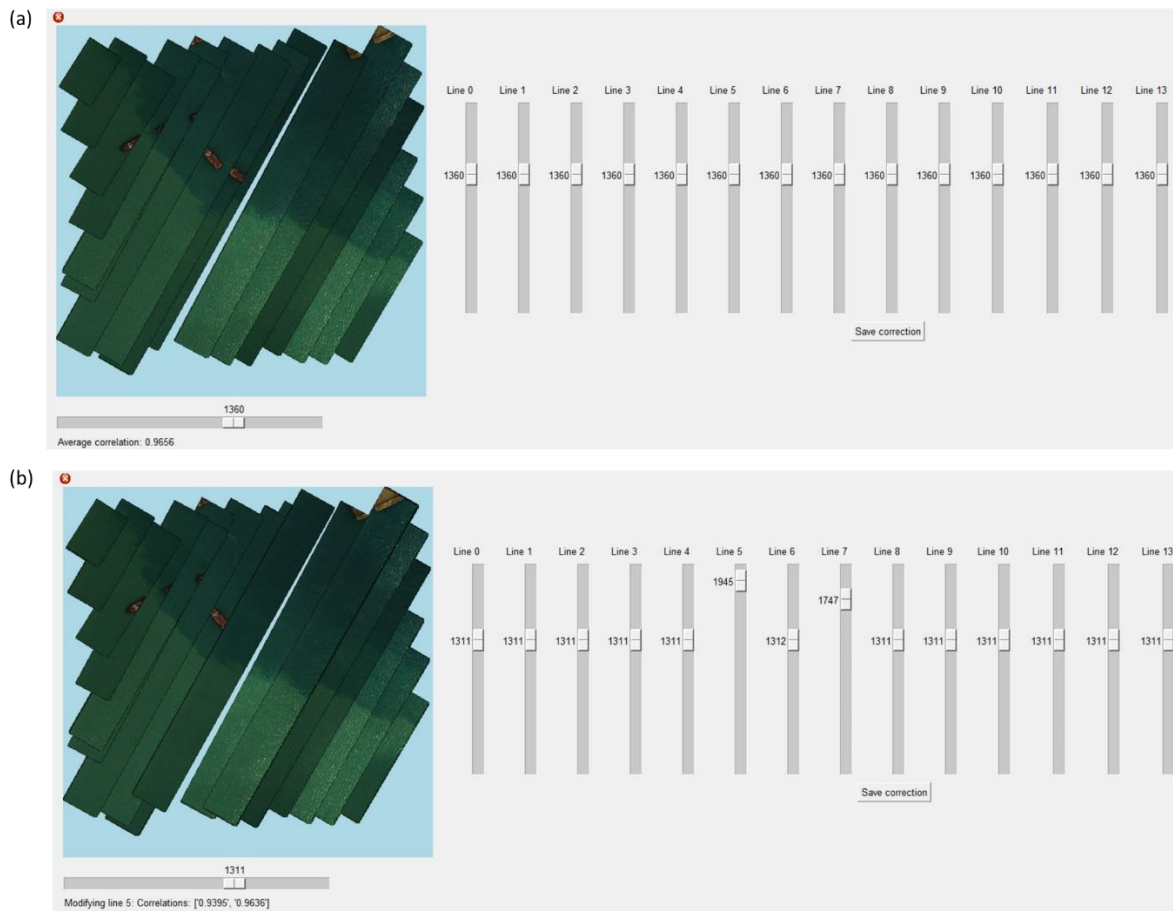 (a)
Line 0 Line 1 Line 2 Line 3 Line 4 Line 5 Line 6 Line 7 Line 8 Line 9 Line 10 Line 11 Line 12 Line 13
1360 1360 1360 1360 1360 1360 1360 1360 1360 1360 1360 1360 1360 1360
Save correction
1360
Average correlation: 0.9656
(b)
Line 0 Line 1 Line 2 Line 3 Line 4 Line 5 Line 6 Line 7 Line 8 Line 9 Line 10 Line 11 Line 12 Line 13
1945
1747
1311 1311 1311 1311 1311 1312 1311 1311 1311 1311 1311 1311
Save correction
1311
Modifying line 5: Correlations: ['0.9395', '0.9636']